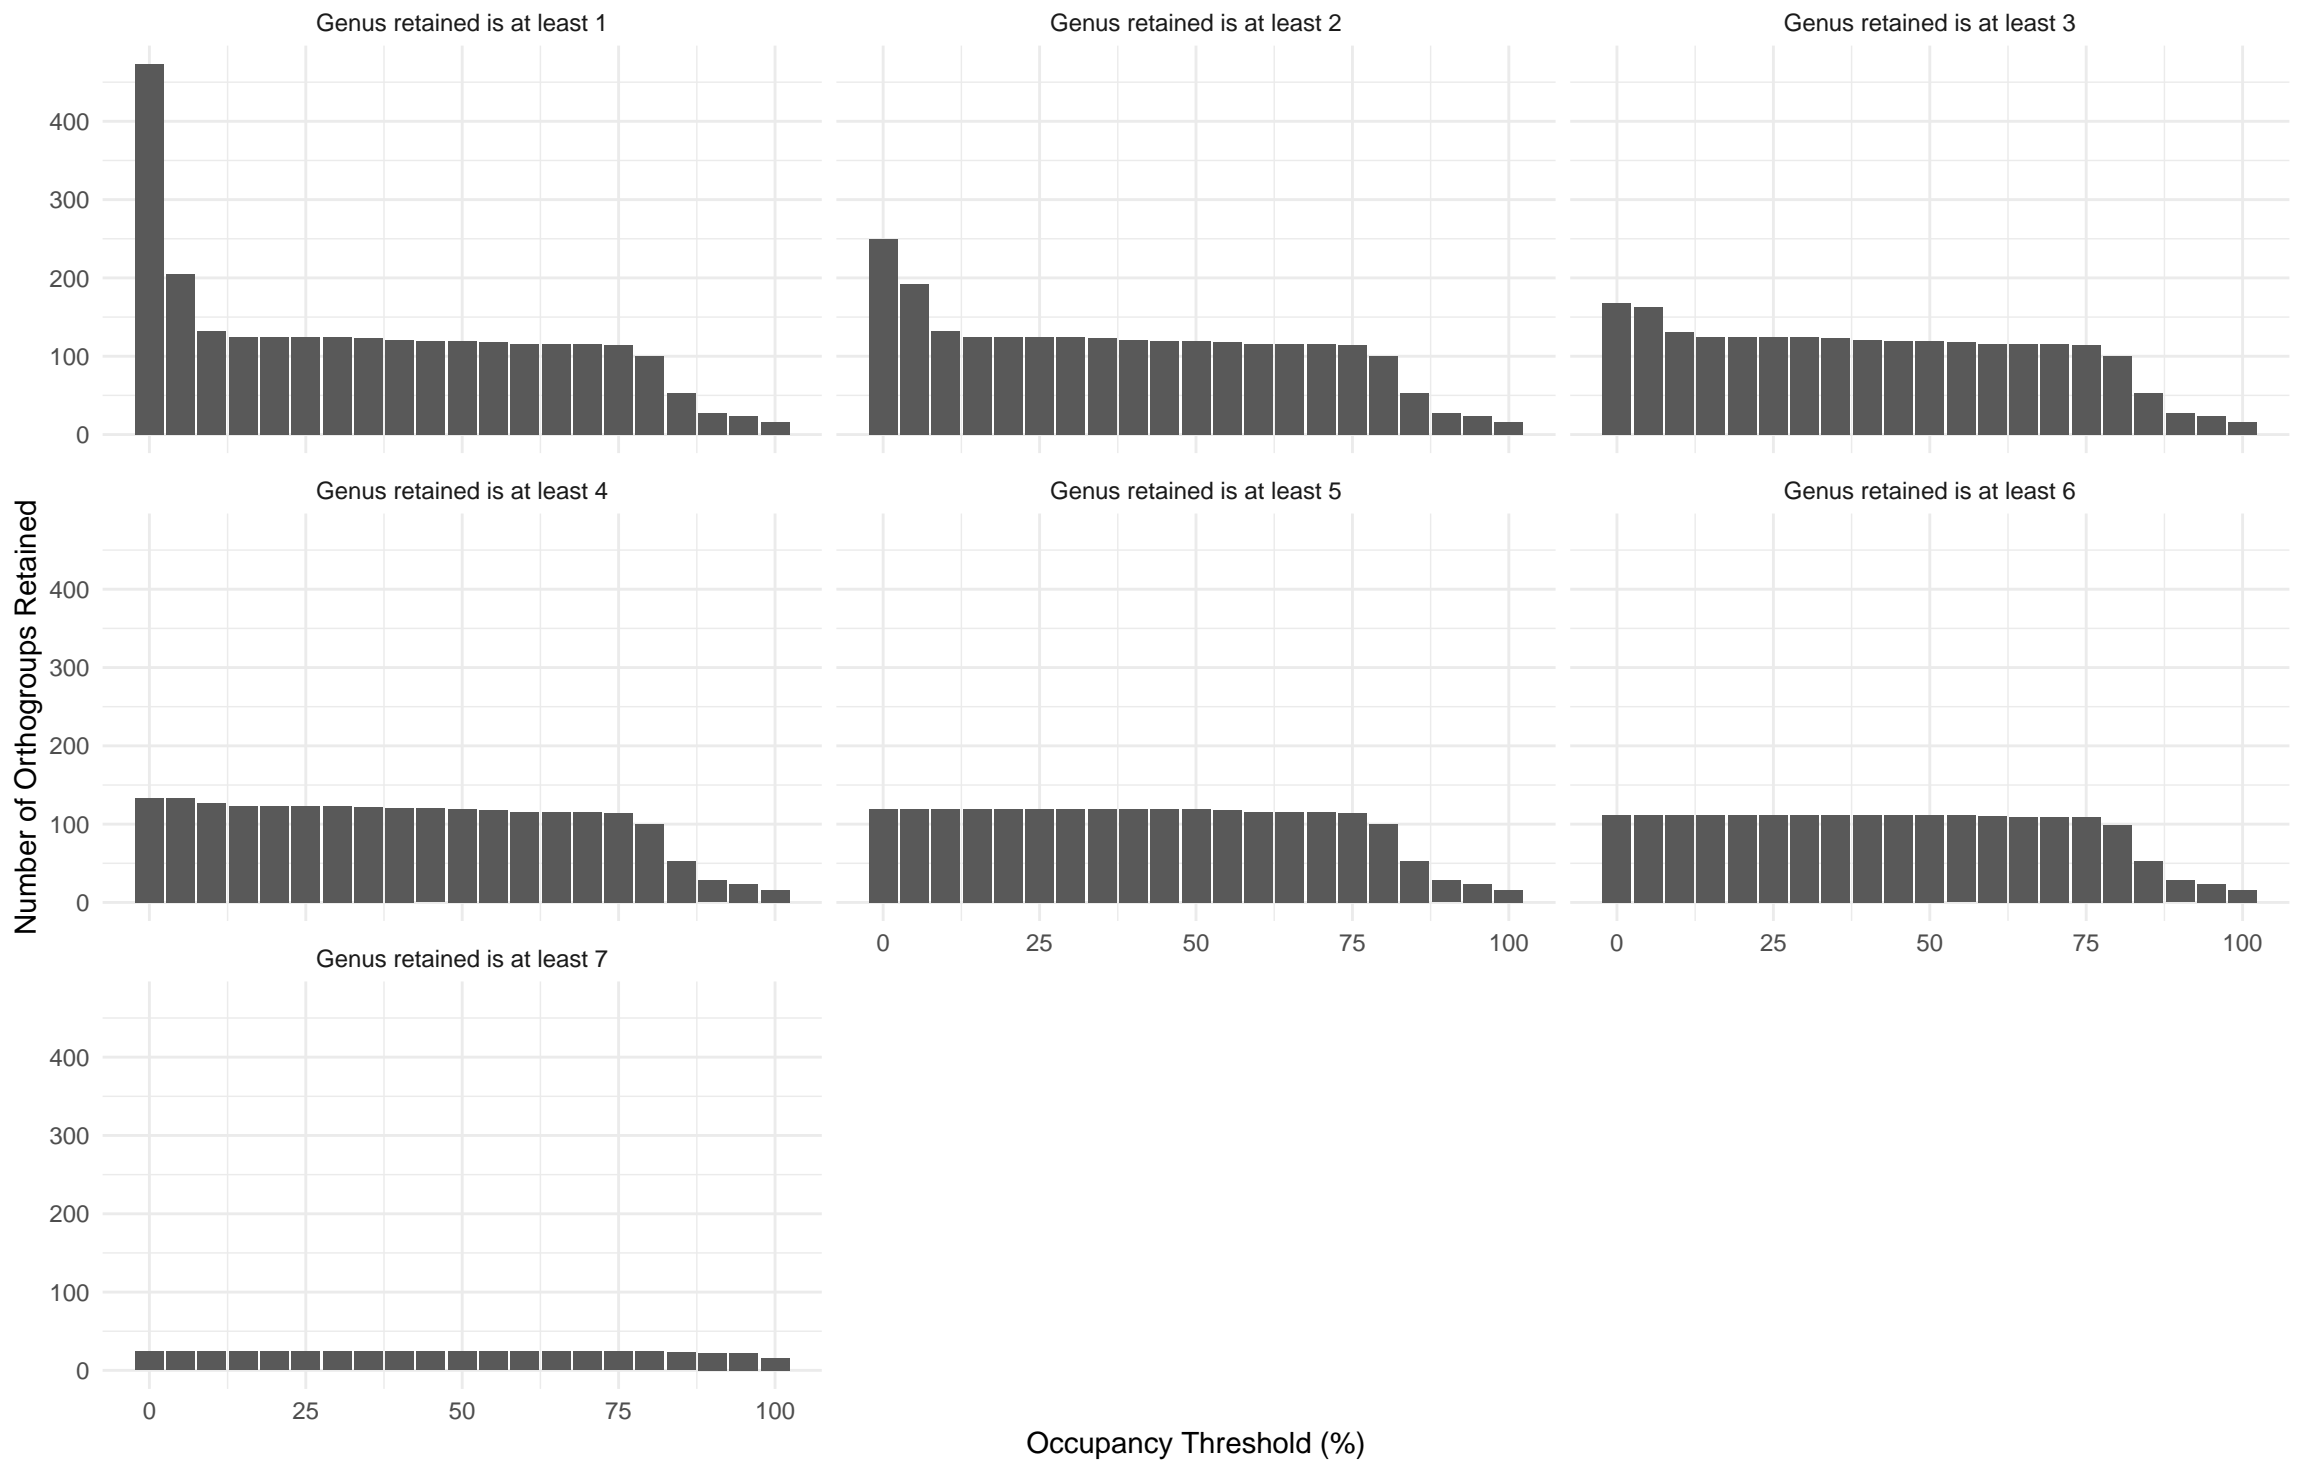 Genus retained is at least 1
Genus retained is at least 2
Genus retained is at least 3
400
300
200
100
0
Genus retained is at least 4
Genus retained is at least 5
Genus retained is at least 6
Number of Orthogroups Retained
400
300
200
100
0
0 25 50 75 100
0 25 50 75 100
Genus retained is at least 7
400
300
200
100
0
0 25 50 75 100
Occupancy Threshold (%)